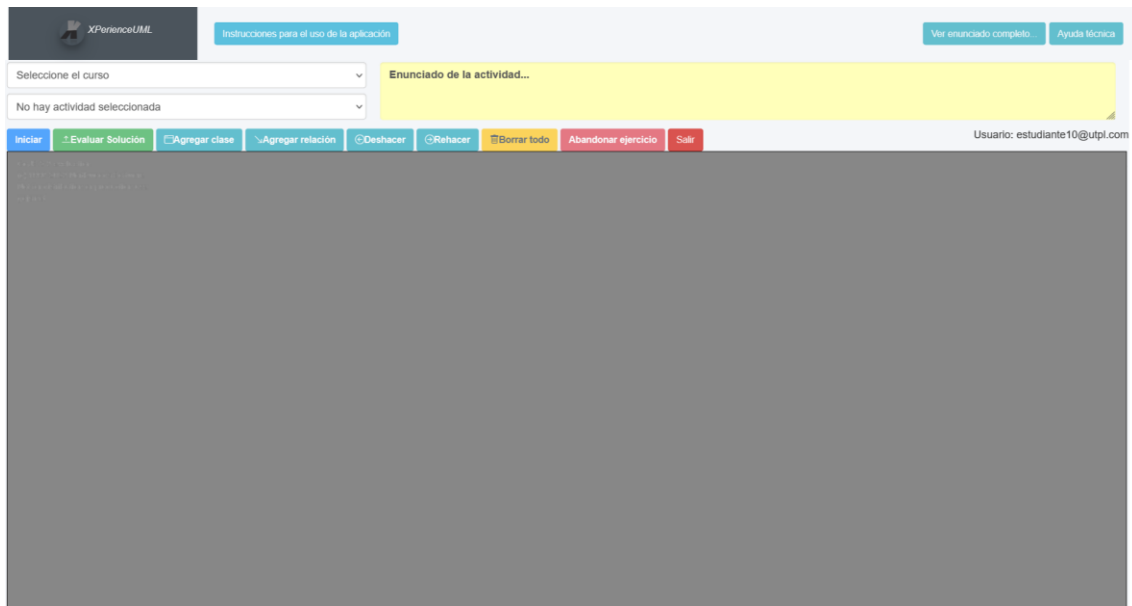 XPerienceUML
Instrucciones para el uso de la aplicación
Ver enunciado completo...
Ayuda técnica
Seleccione el curso
Enunciado de la actividad...
No hay actividad seleccionada
Iniciar
Evaluar Solución
Agregar clase
Agregar relación
Deshacer
Rehacer
Borrar todo
Abandonar ejercicio
Salir
Usuario: estudiante10@utpl.com